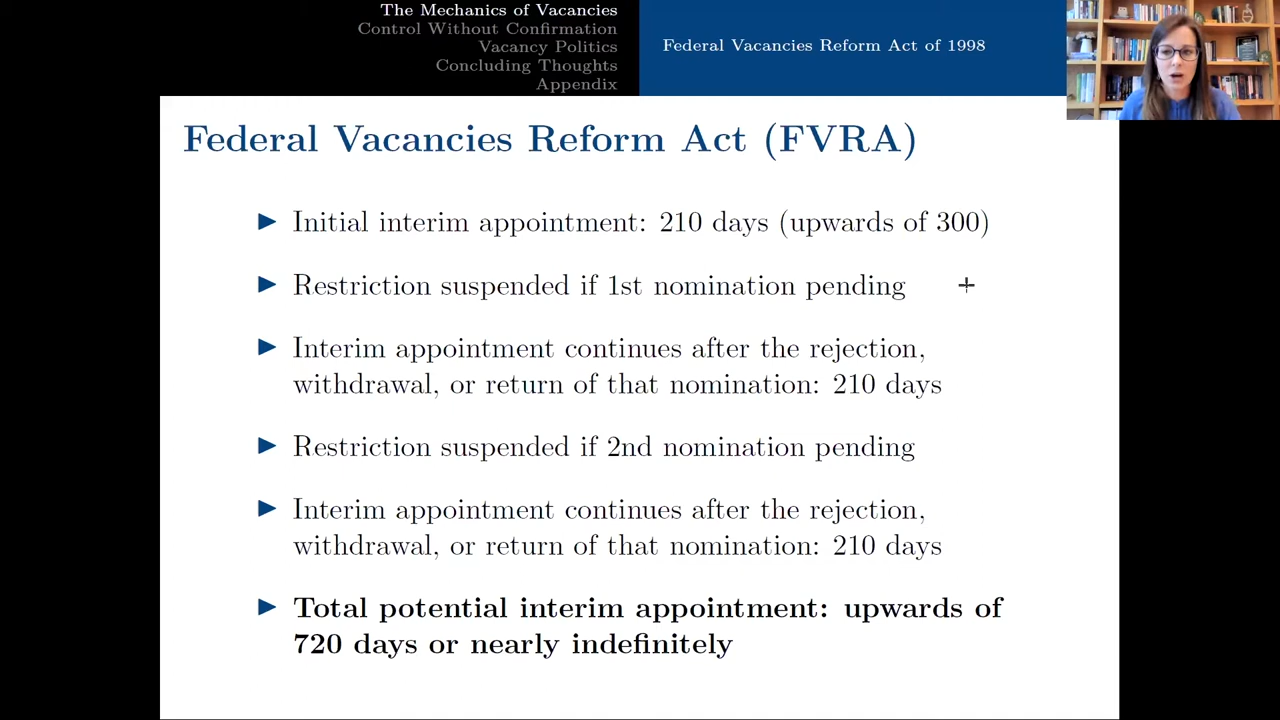 The Mechanics of Vacancies
Control Without Confirmation
Vacancy Politics
Concluding Thoughts
Appendix
Federal Vacancies Reform Act of 1998
Federal Vacancies Reform Act (FVRA)
Initial interim appointment: 210 days (upwards of 300)
Restriction suspended if 1st nomination pending
Interim appointment continues after the rejection,
withdrawal, or return of that nomination: 210 days
Restriction suspended if 2nd nomination pending
Interim appointment continues after the rejection,
withdrawal, or return of that nomination: 210 days
Total potential interim appointment: upwards of
720 days or nearly indefinitely